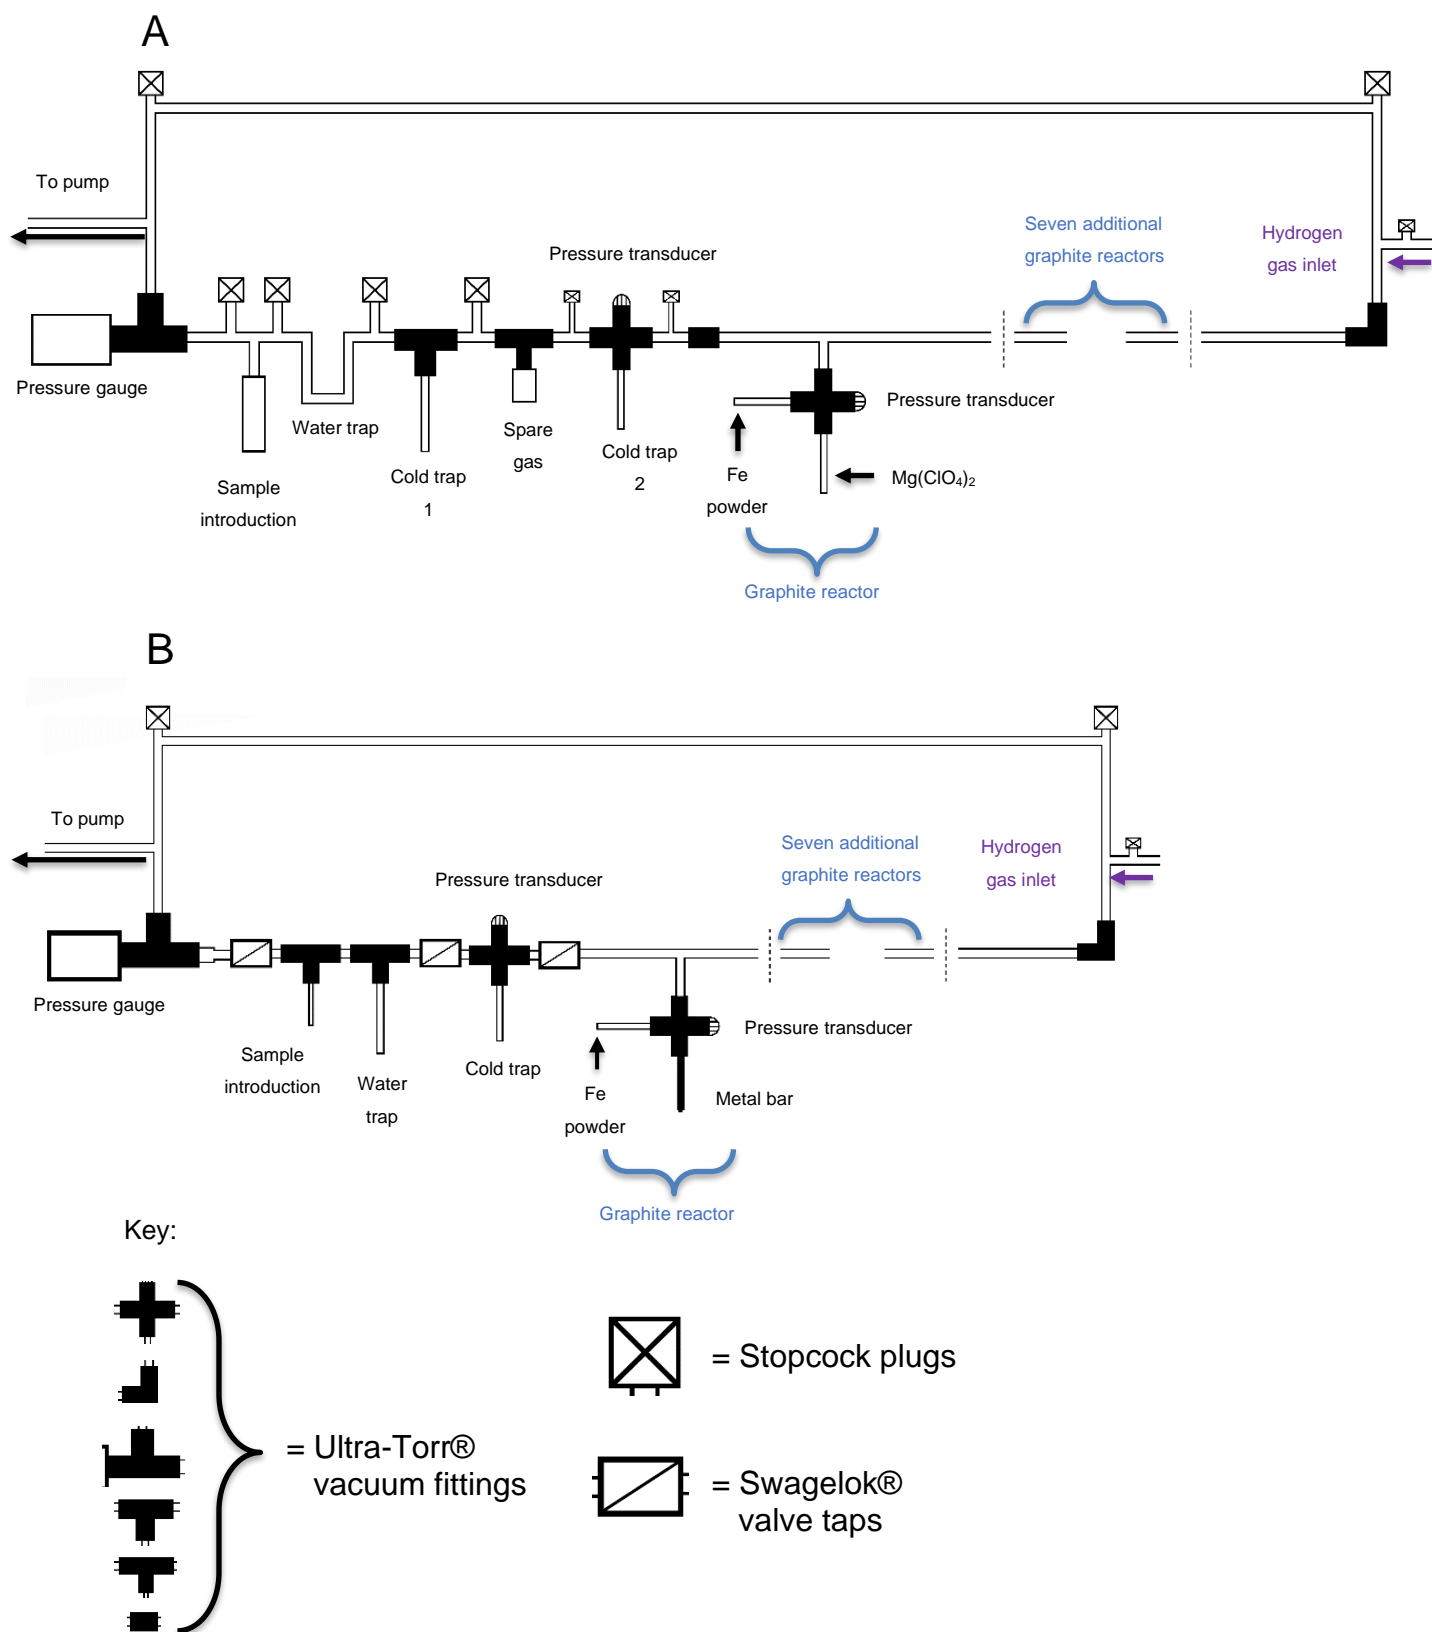 A
To pump
Pressure transducer
Seven additional
graphite reactors
Hydrogen
gas inlet
Pressure gauge
Water trap
Sample
introduction
Cold trap
1
Spare
gas
Cold trap
2
Fe
powder
Pressure transducer
Mg(ClO₄)₂
Graphite reactor
B
To pump
Pressure transducer
Seven additional
graphite reactors
Hydrogen
gas inlet
Pressure gauge
Sample
introduction
Water
trap
Cold trap
Fe
powder
Pressure transducer
Metal bar
Graphite reactor
Key:
= Ultra-Torr®
vacuum fittings
= Stopcock plugs
= Swagelok®
valve taps